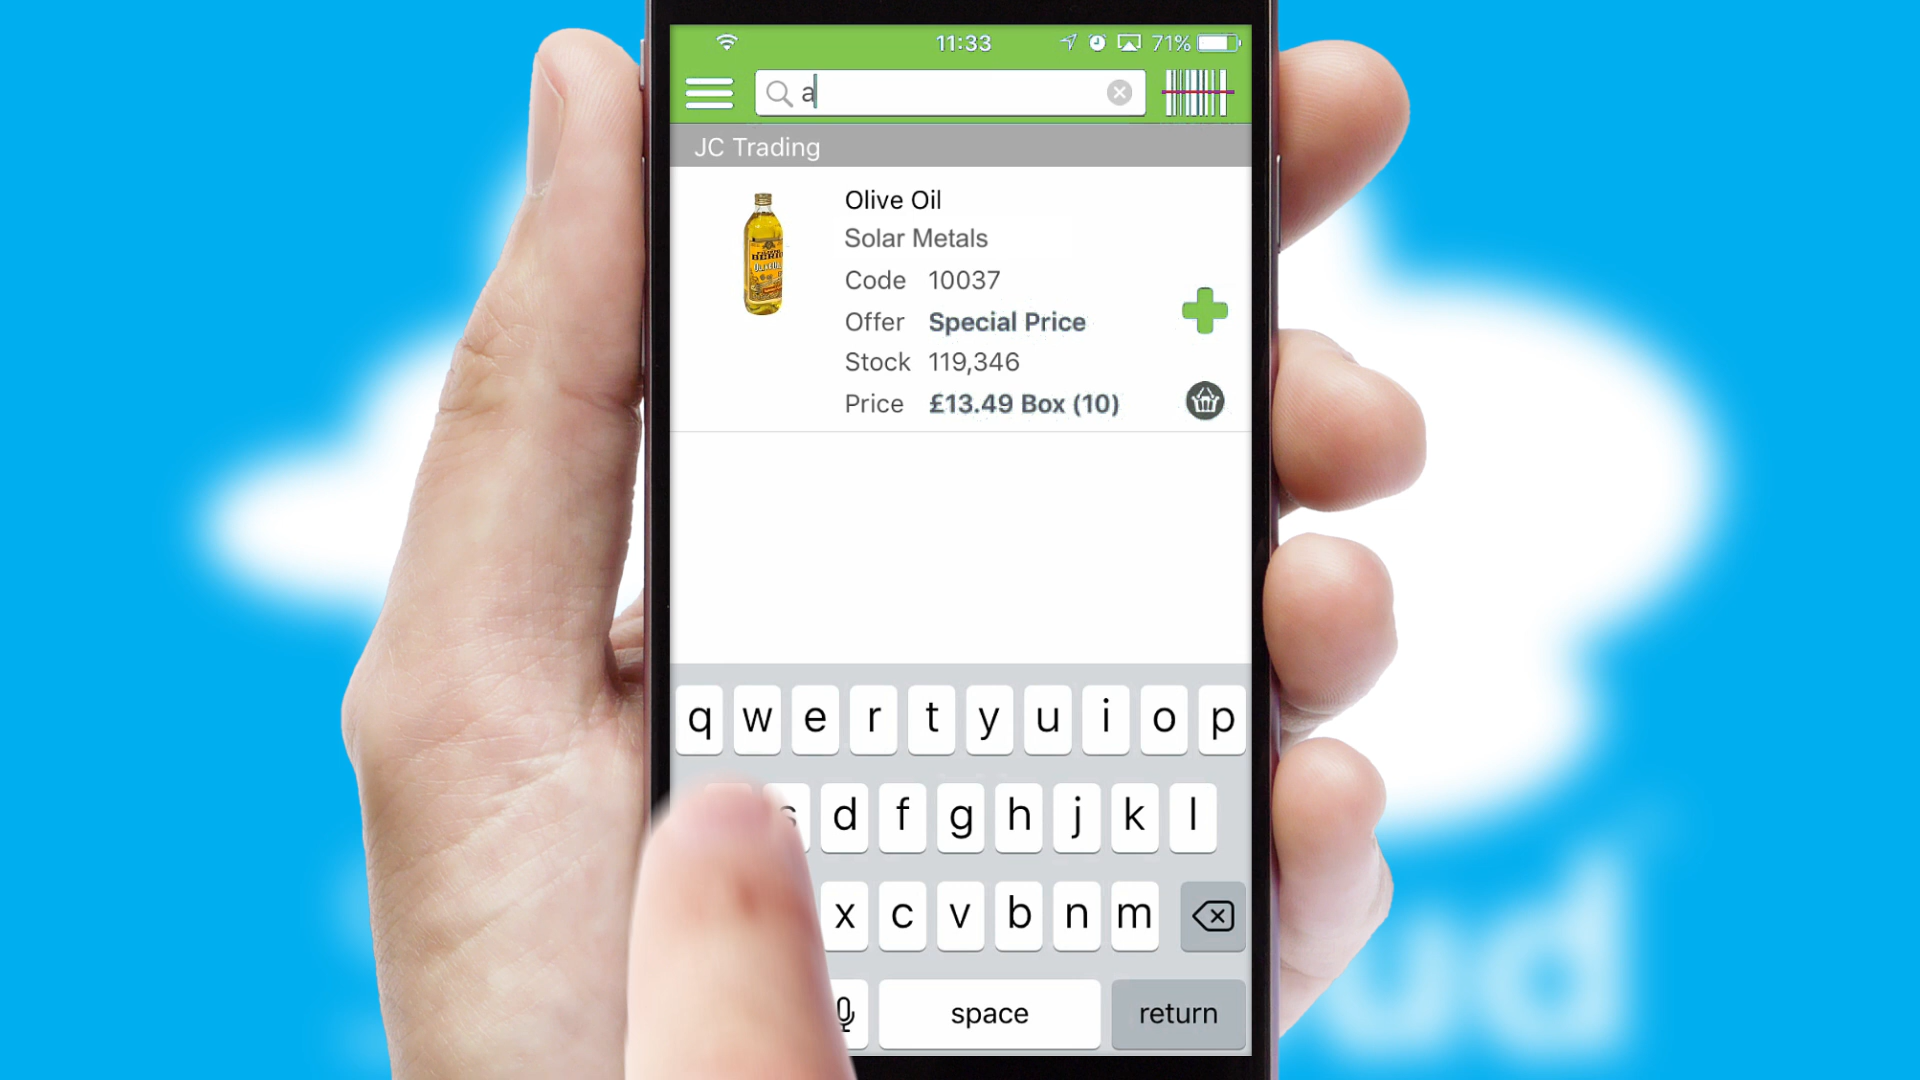 11:33 71%
a
JC Trading
Olive Oil
Solar Metals
Code 10037
Offer Special Price
Stock 119,346
Price £13.49 Box (10)
q w e r t y u i o p
s d f g h j k l
x c v b n m
space return
ud